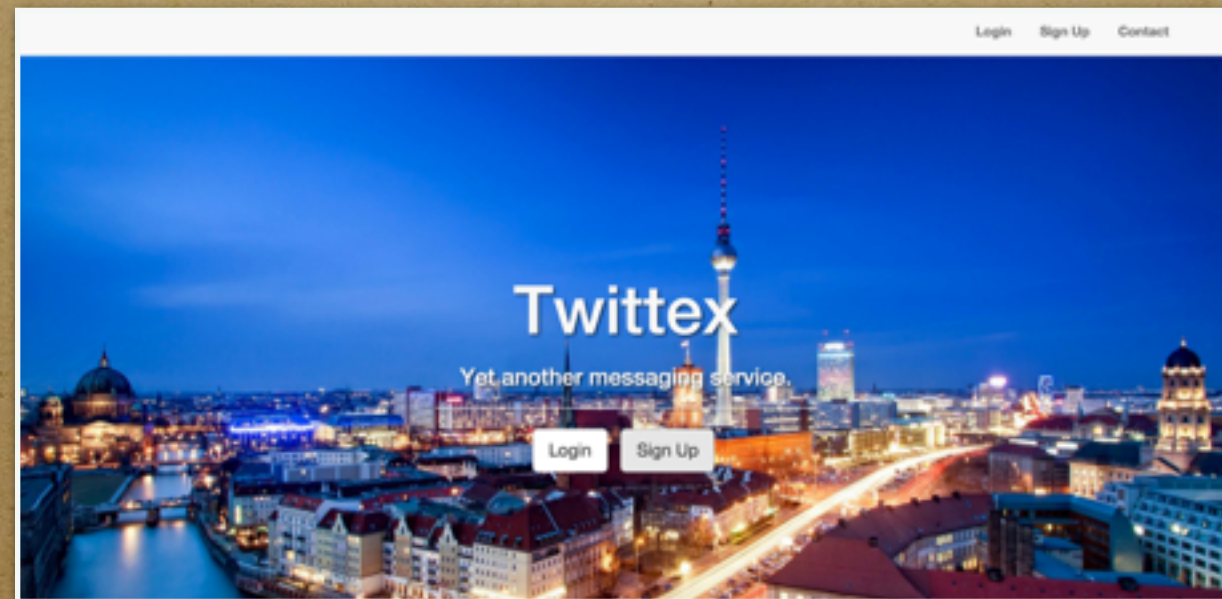 Login Sign Up Contact
Twittex
Yet another messaging service.
Login Sign Up